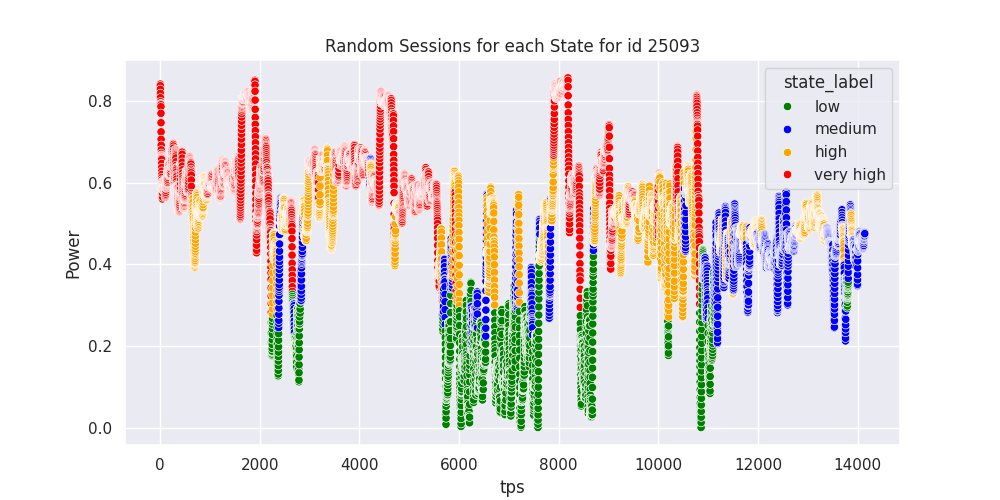 Random Sessions for each State for id 25093
state_label
low
medium
high
very high
Power
0.8
0.6
0.4
0.2
0.0
0 2000 4000 6000 8000 10000 12000 14000
tps